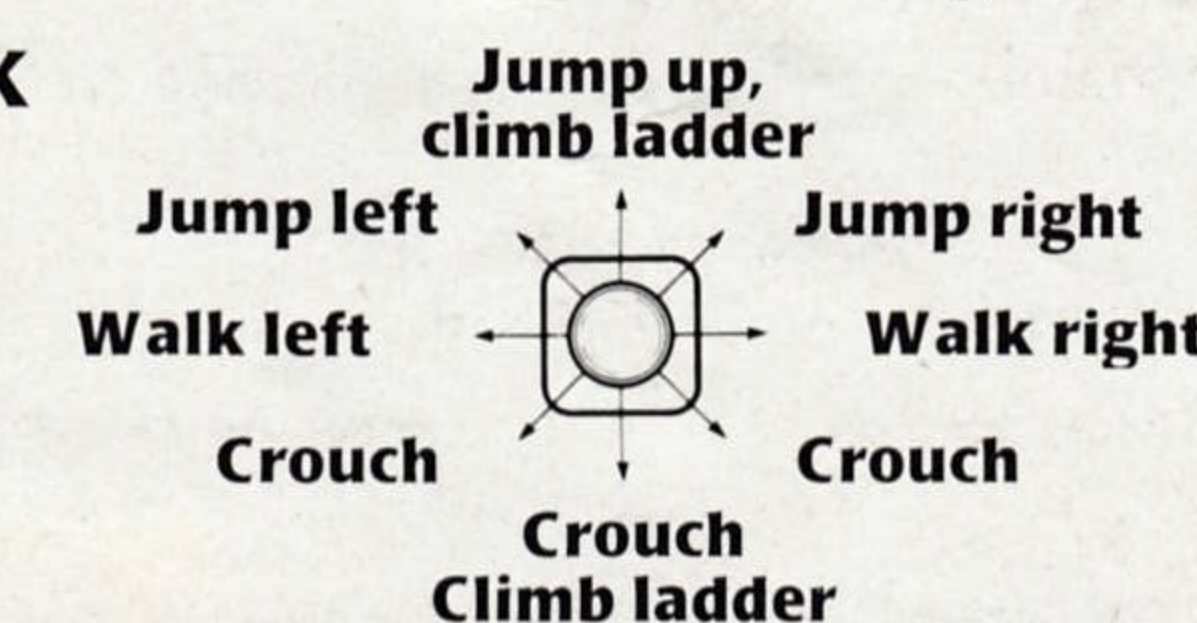 K
Jump up,
climb ladder
Jump left
Jump right
Walk left
Walk right
Crouch
Crouch
Crouch
Climb ladder